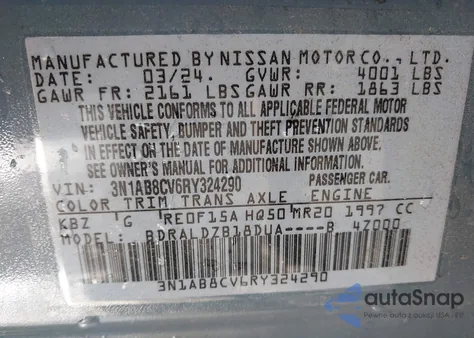 MANUFACTURED BY NISSAN MOTOR CO., LTD.
DATE: 03/24. GVWR: 4001 LBS
GAWR FR: 2161 LBS GAWR RR: 1863 LBS
THIS VEHICLE CONFORMS TO ALL APPLICABLE FEDERAL MOTOR
VEHICLE SAFETY, BUMPER AND THEFT PREVENTION STANDARDS
IN EFFECT ON THE DATE OF MANUFACTURE SHOWN ABOVE.
SEE OWNER'S MANUAL FOR ADDITIONAL INFORMATION.
VIN: 3N1AB8CV6RY324290 PASSENGER CAR.
COLOR TRIM TRANS AXLE ENGINE
KBZ G RE0F15A HQ50 MR20 1997 CC
MODEL: BDRALDZB18DUA----B 47000
3N1AB8CV6RY324290
autoSnap